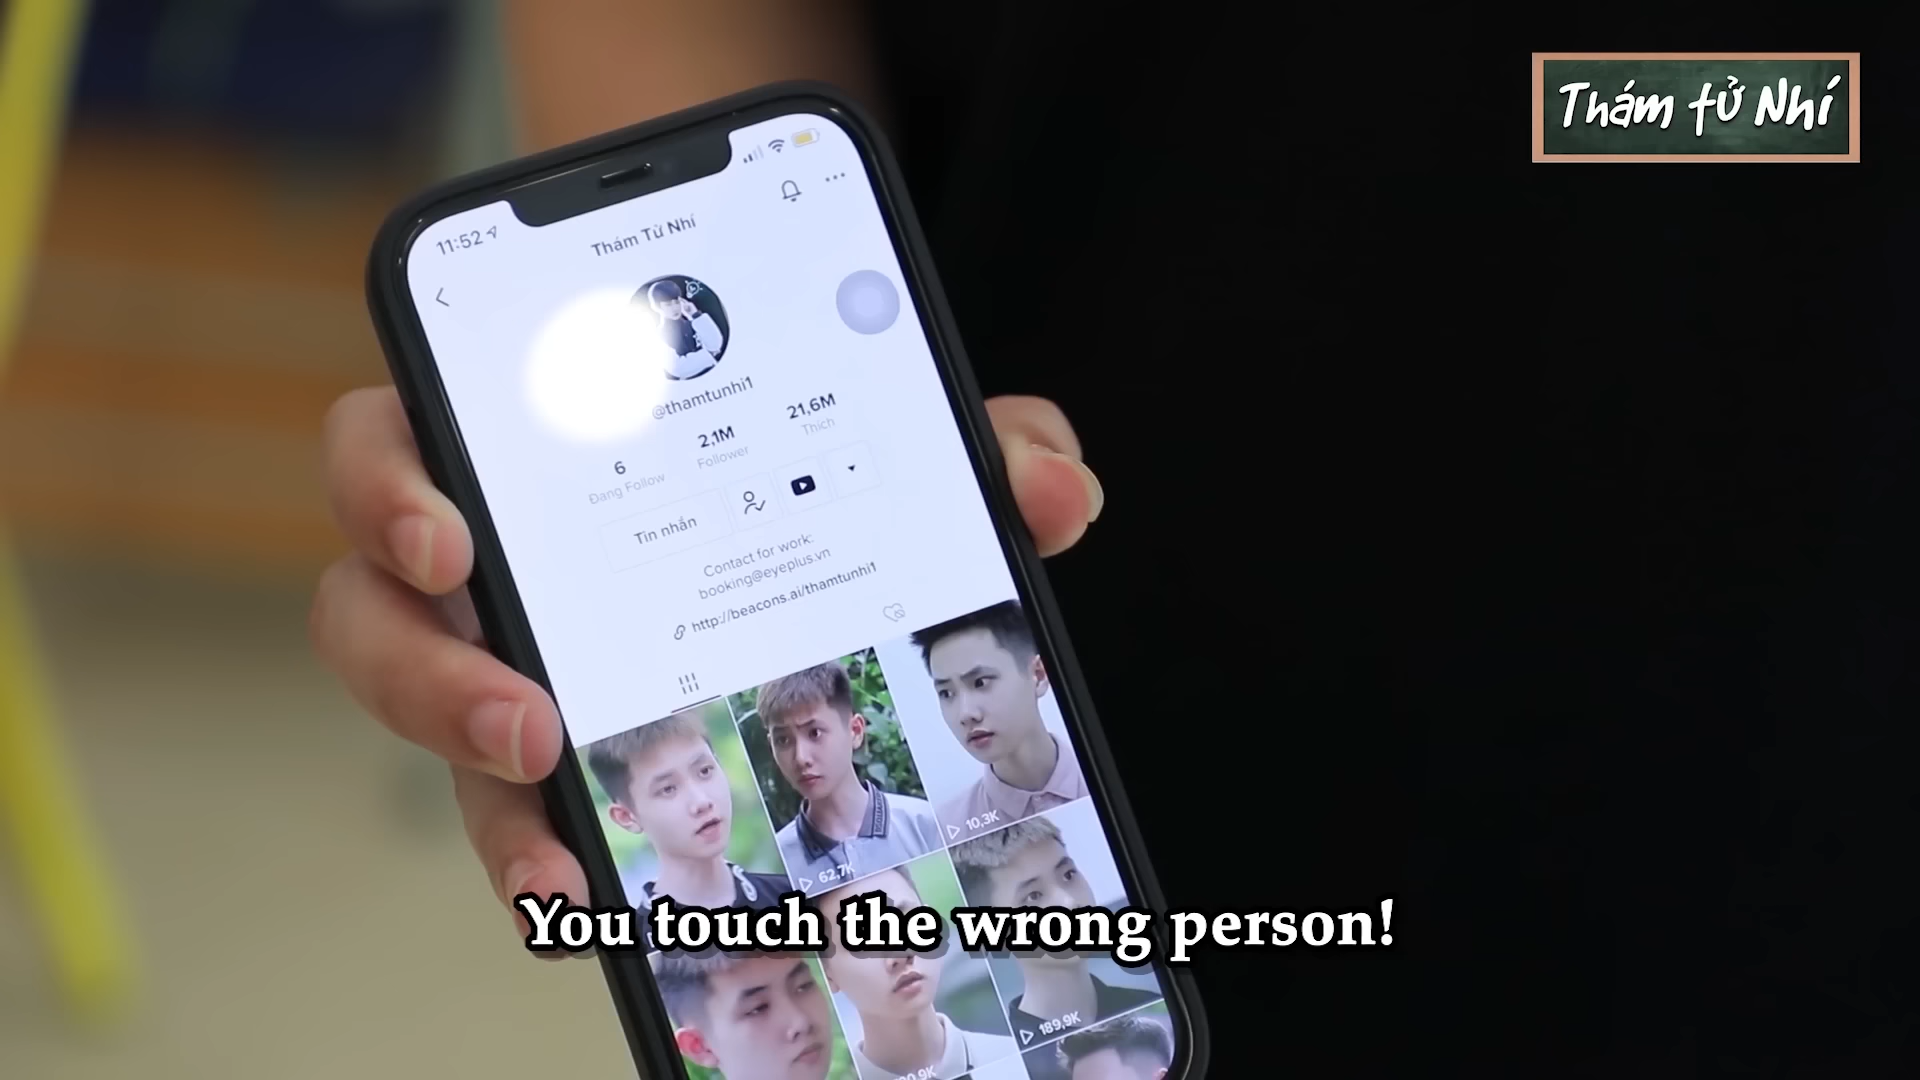 Thám tử Nhí
11:52
Thám Tử Nhí
@thamtunhi1
6
Đang Follow
2,1M
Follower
21,6M
Thích
Tin nhắn
Contact for work:
booking@eyeplus.vn
http://beacons.ai/thamtunhi1
62,7K
10,3K
189,9K
You touch the wrong person!